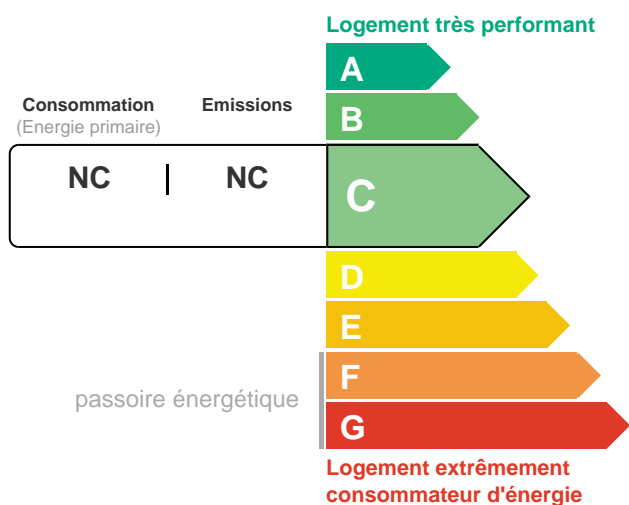 Logement très performant
A
Consommation Emissions
(Energie primaire)
B
NC | NC
C
D
E
F
passoire énergétique
G
Logement extrêmement
consommateur d'énergie